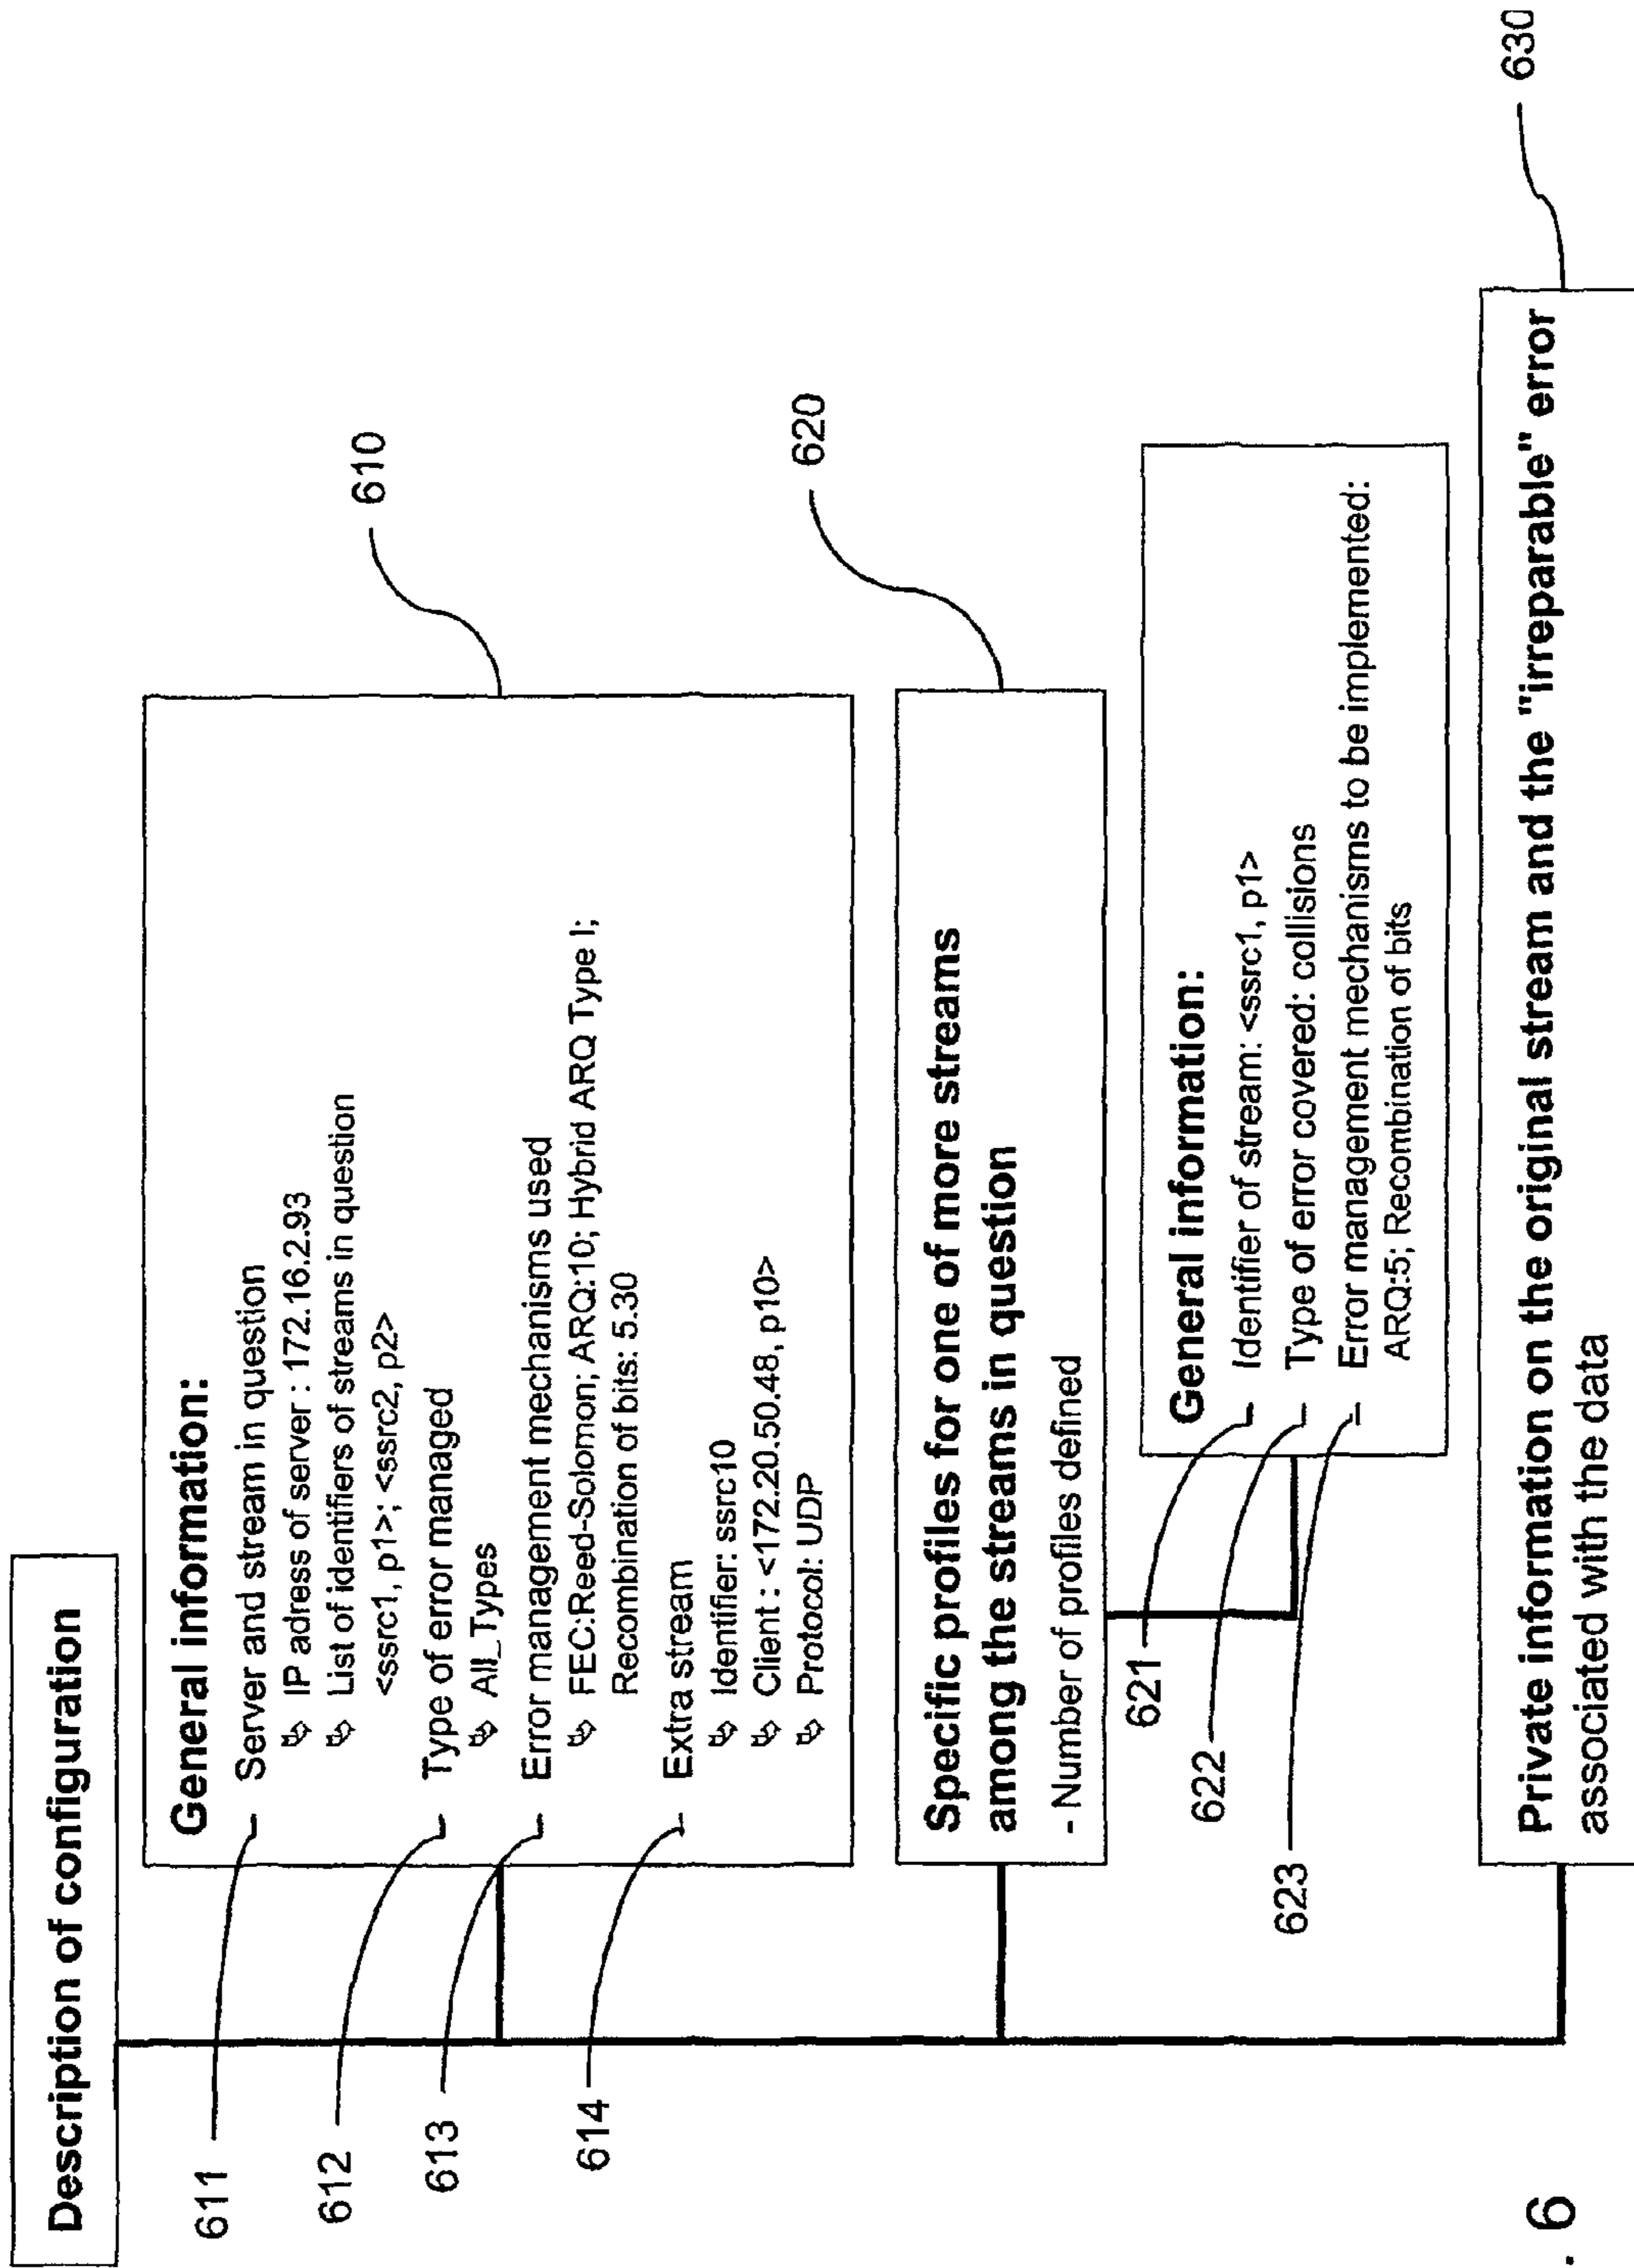 Description of configuration
610
General information:
611
- Server and stream in question
IP adress of server : 172.16.2.93
List of identifiers of streams in question
<ssrc1, p1>; <ssrc2, p2>
612
- Type of error managed
All_Types
613
- Error management mechanisms used
FEC:Reed-Solomon; ARQ:10; Hybrid ARQ Type I;
Recombination of bits: 5.30
614
- Extra stream
Identifier: ssrc10
Client : <172.20.50.48, p10>
Protocol: UDP
620
Specific profiles for one of more streams
among the streams in question
- Number of profiles defined
General information:
621
- Identifier of stream: <ssrc1, p1>
622
- Type of error covered: collisions
623
- Error management mechanisms to be implemented:
ARQ:5; Recombination of bits
630
Private information on the original stream and the "irreparable" error
associated with the data
. 6